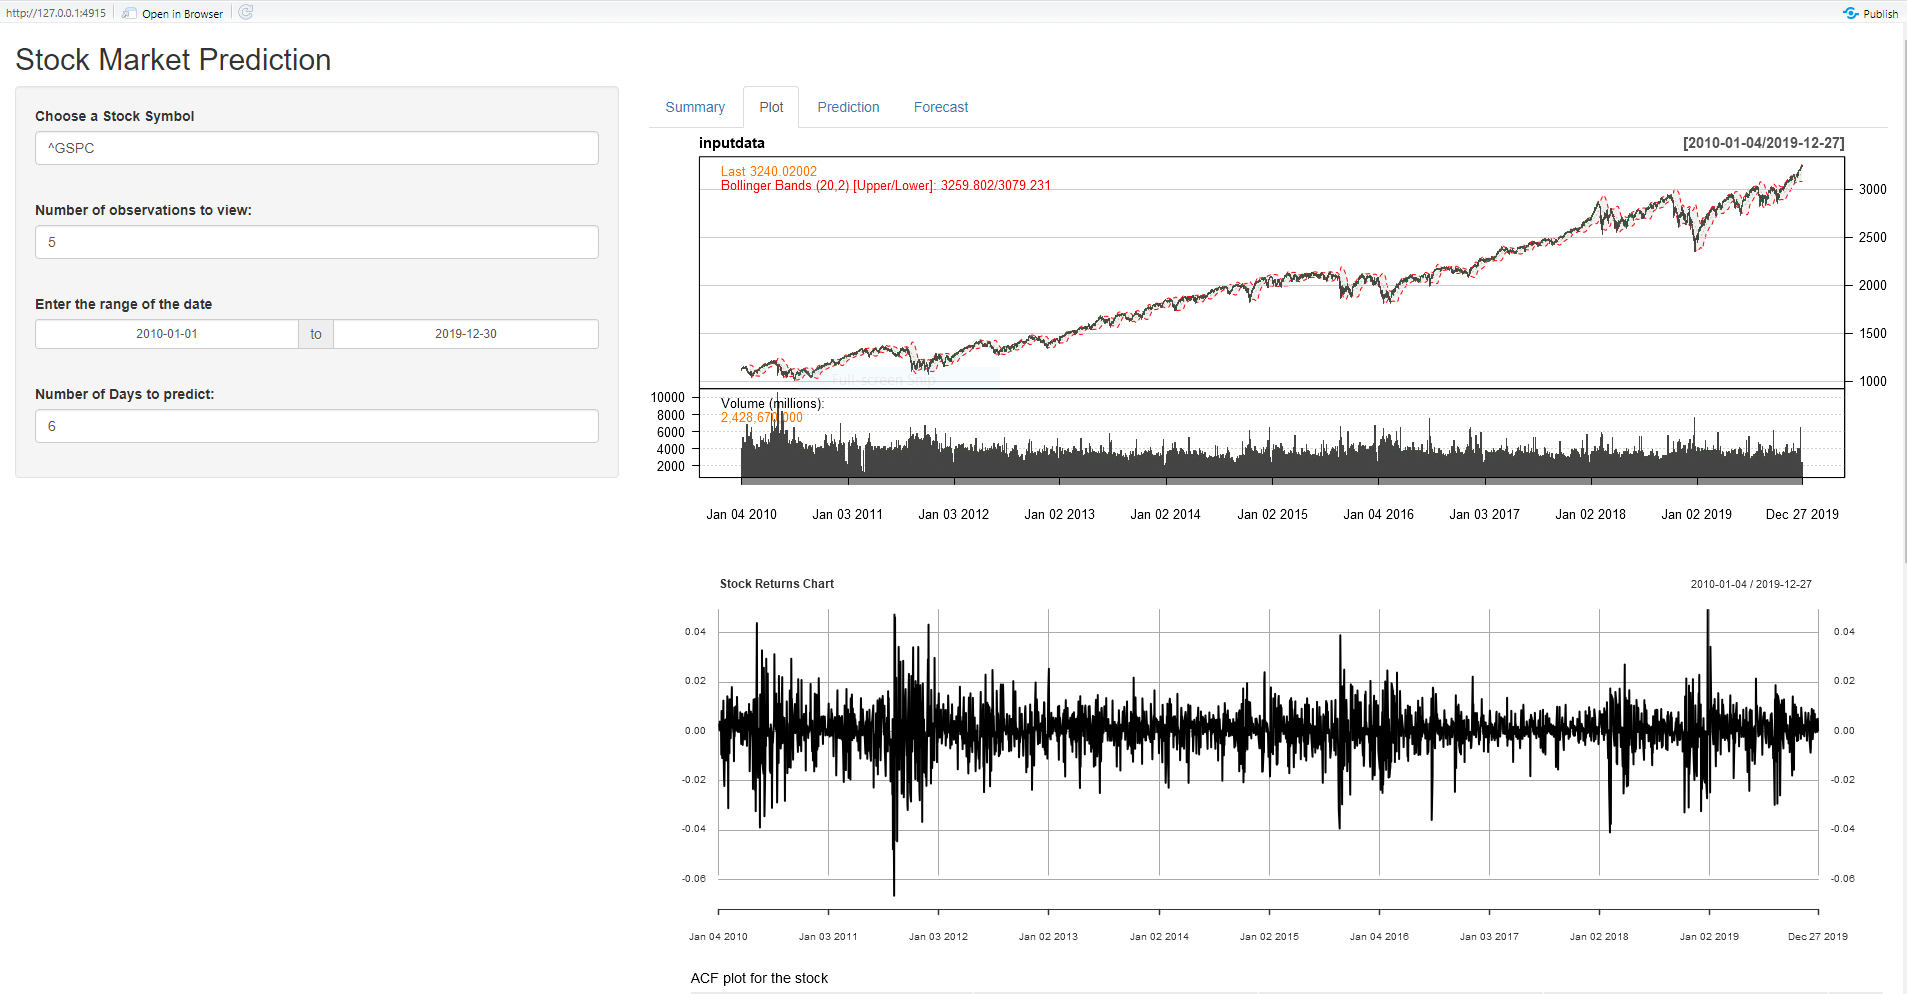 http://127.0.0.1:4915 Open in Browser Publish
Stock Market Prediction
Choose a Stock Symbol
^GSPC
Number of observations to view:
5
Enter the range of the date
2010-01-01 to 2019-12-30
Number of Days to predict:
6
Summary Plot Prediction Forecast
inputdata [2010-01-04/2019-12-27]
Last 3240.02002
Bollinger Bands (20,2) [Upper/Lower]: 3259.802/3079.231
3000
2500
2000
1500
1000
Full-screen Snip
Volume (millions):
2,428,670,000
10000
8000
6000
4000
2000
Jan 04 2010 Jan 03 2011 Jan 03 2012 Jan 02 2013 Jan 02 2014 Jan 02 2015 Jan 04 2016 Jan 03 2017 Jan 02 2018 Jan 02 2019 Dec 27 2019
Stock Returns Chart 2010-01-04 / 2019-12-27
0.04 0.04
0.02 0.02
0.00 0.00
-0.02 -0.02
-0.04 -0.04
-0.06 -0.06
Jan 04 2010 Jan 03 2011 Jan 03 2012 Jan 02 2013 Jan 02 2014 Jan 02 2015 Jan 04 2016 Jan 03 2017 Jan 02 2018 Jan 02 2019 Dec 27 2019
ACF plot for the stock